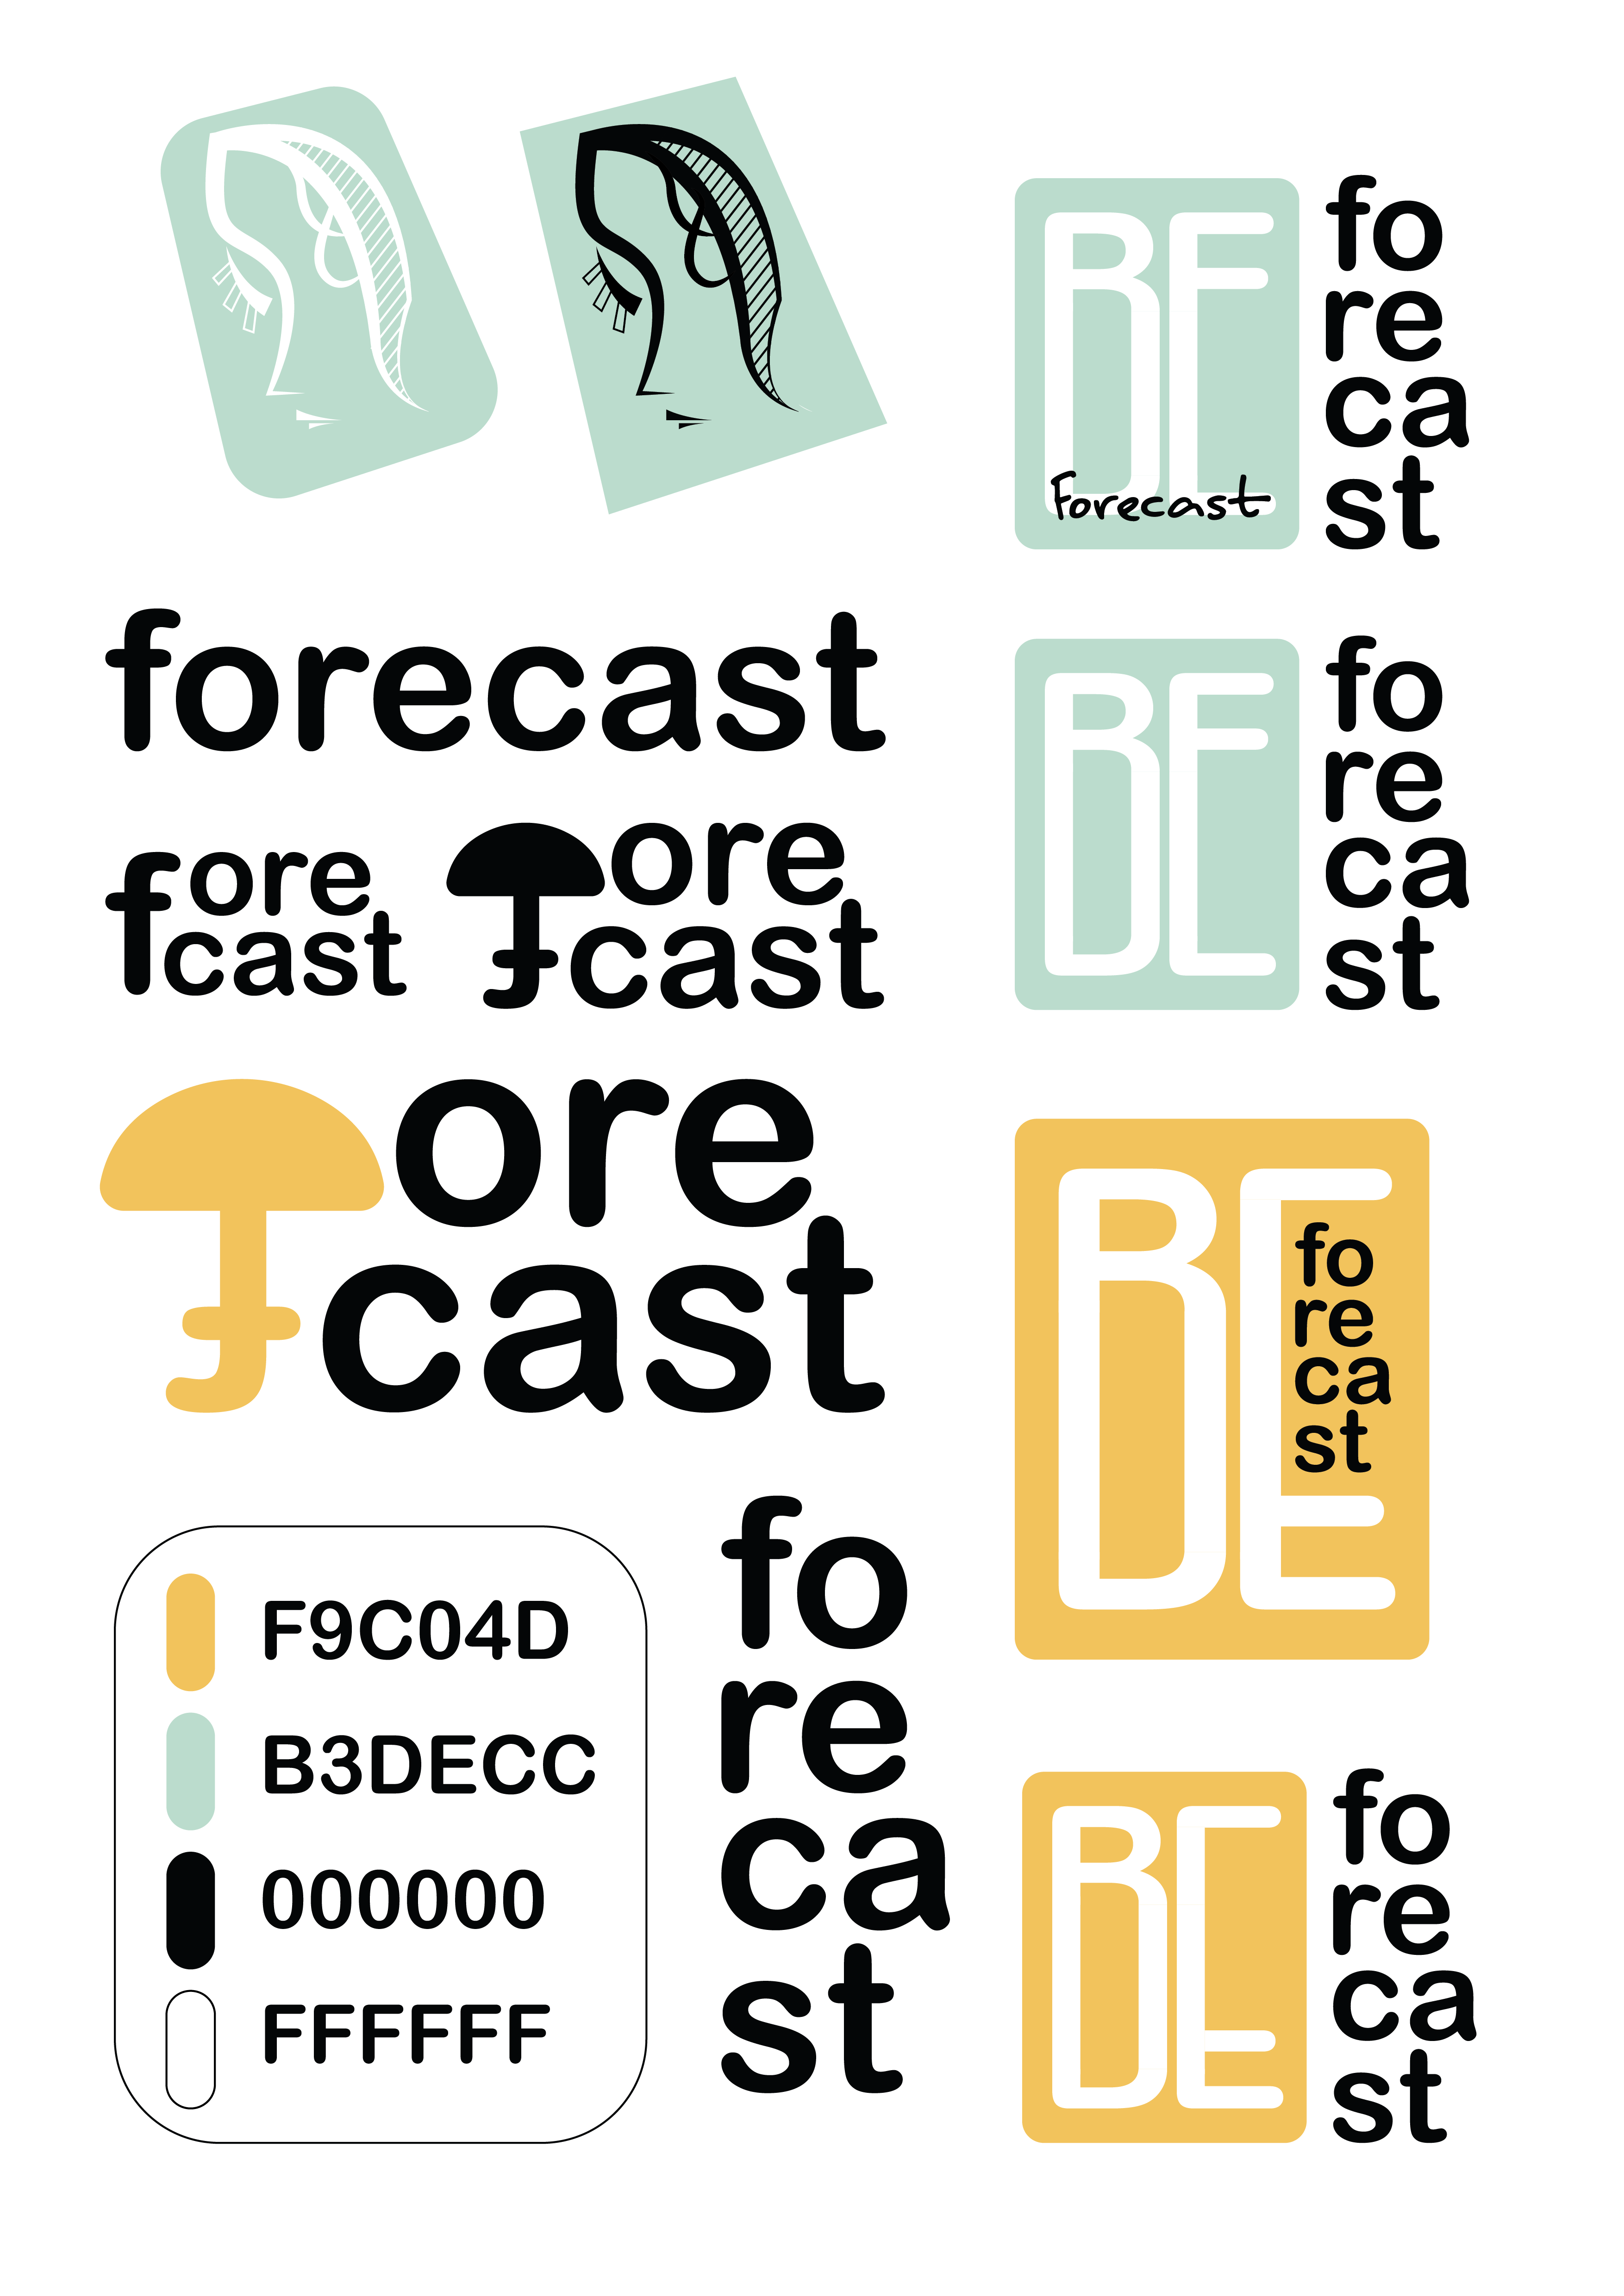 BE
Forecast
fo
re
ca
st
forecast
fore
cast
ore
cast
BE
fo
re
ca
st
ore
cast
BE
fo
re
ca
st
F9C04D
B3DECC
000000
FFFFFF
fo
re
ca
st
BE
fo
re
ca
st